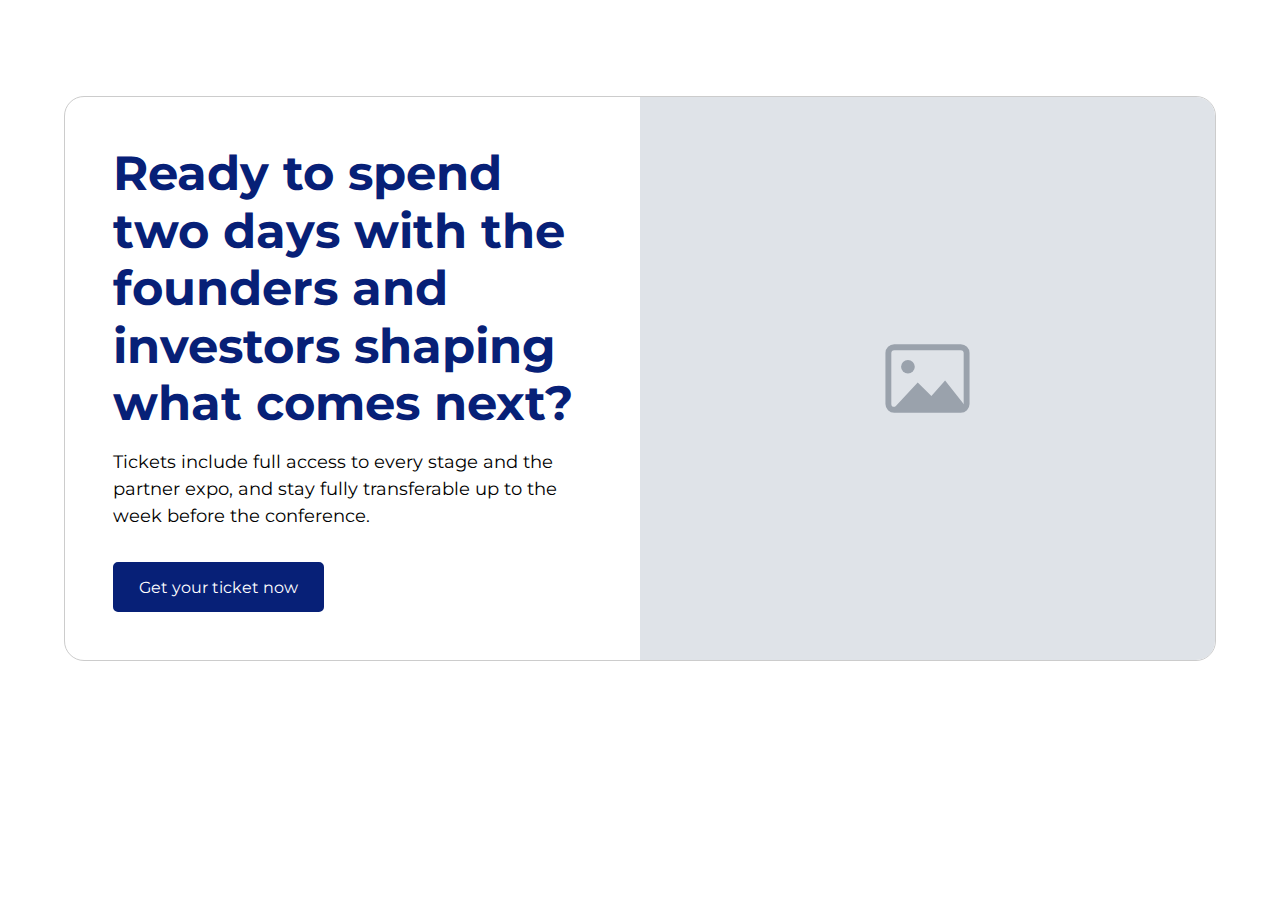 Ready to spend
two days with the
founders and
investors shaping
what comes next?
Tickets include full access to every stage and the
partner expo, and stay fully transferable up to the
week before the conference.
Get your ticket now